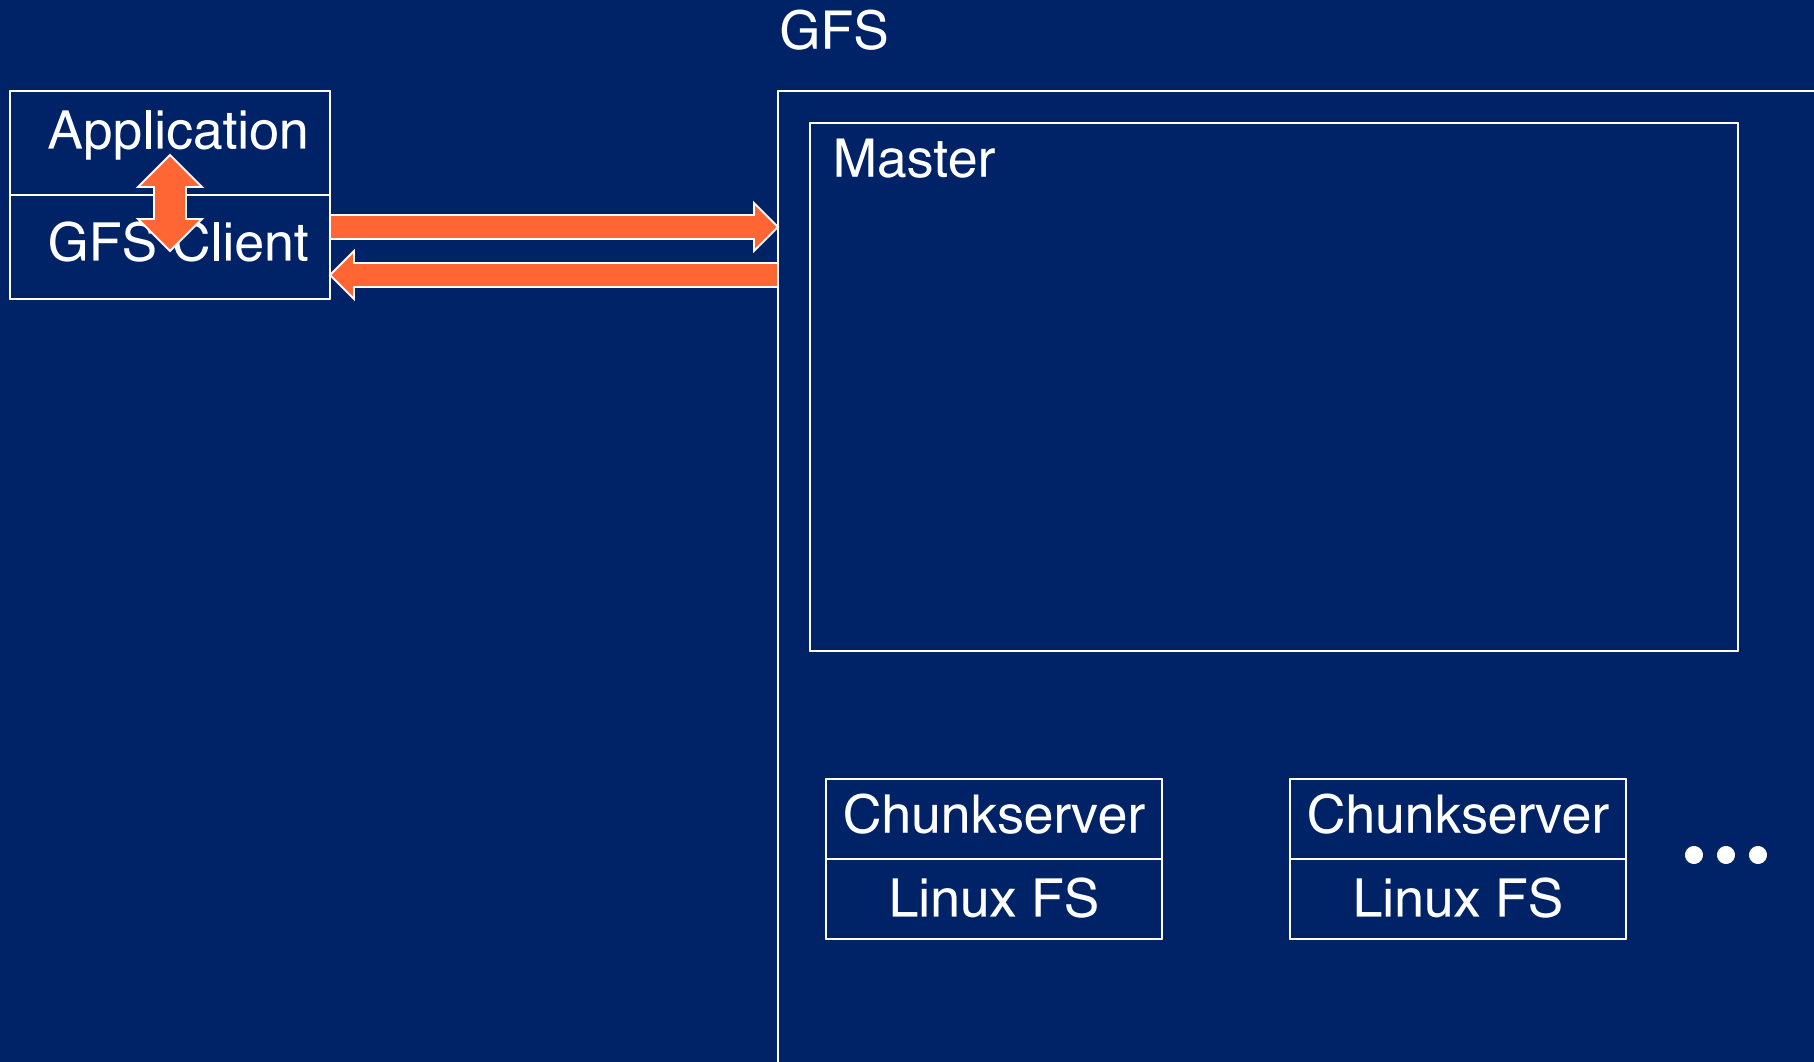 GFS
Application
GFS Client
Master
Chunkserver
Linux FS
Chunkserver
Linux FS